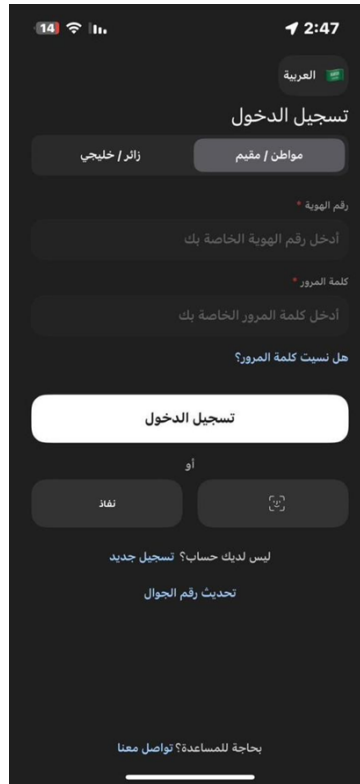 14 2:47
العربية
تسجيل الدخول
مواطن / مقيم
زائر / خليجي
رقم الهوية *
أدخل رقم الهوية الخاصة بك
كلمة المرور *
أدخل كلمة المرور الخاصة بك
هل نسيت كلمة المرور؟
تسجيل الدخول
أو
نفاذ
ليس لديك حساب؟ تسجيل جديد
تحديث رقم الجوال
بحاجة للمساعدة؟ تواصل معنا